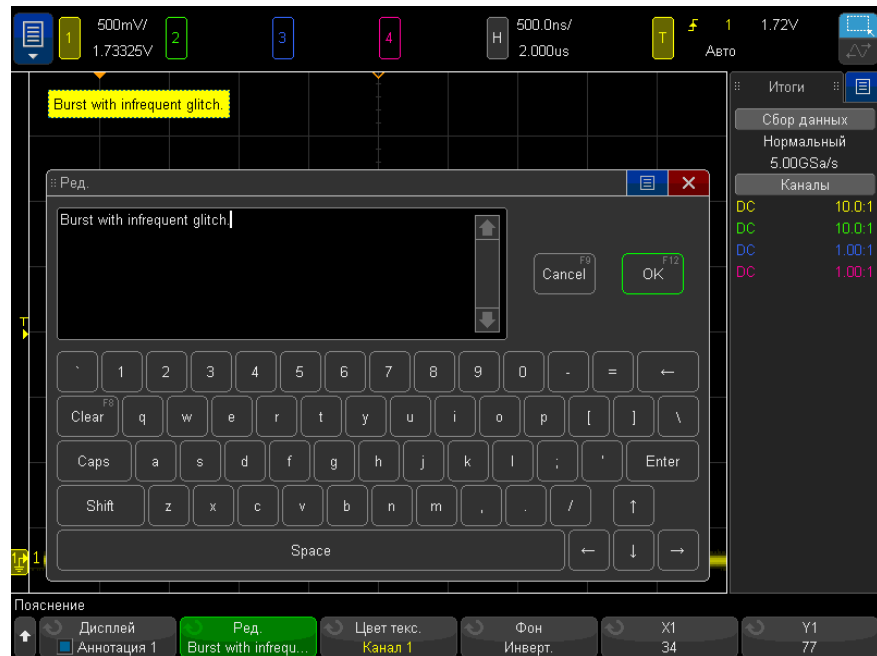 500mV/
1
1.73325V
2
3
4
H
500.0ns/
2.000us
T
1
1.72V
Авто
Burst with infrequent glitch.
Итоги
Сбор данных
Нормальный
5.00GSa/s
Каналы
DC 10.0:1
DC 10.0:1
DC 1.00:1
DC 1.00:1
Ред.
Burst with infrequent glitch.
Cancel F9
OK F12
T
` 1 2 3 4 5 6 7 8 9 0 - = ←
Clear F8 q w e r t y u i o p [ ] \
Caps a s d f g h j k l ; ' Enter
Shift z x c v b n m , . / ↑
Space ← ↓ →
1
Пояснение
Дисплей
Аннотация 1
Ред.
Burst with infrequ...
Цвет текс.
Канал 1
Фон
Инверт.
X1
34
Y1
77